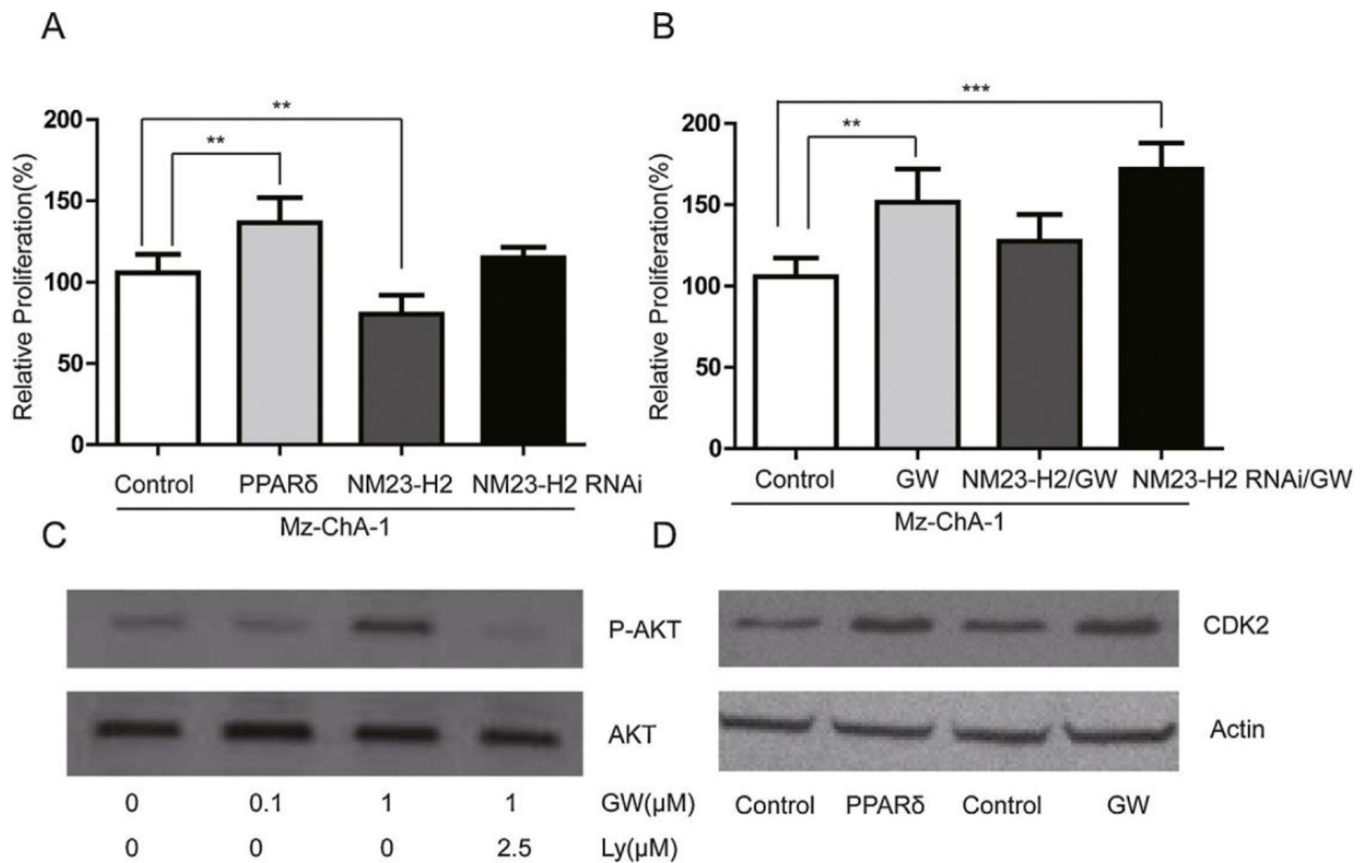 A
**
**
200
150
100
50
0
Relative Proliferation(%)
Control PPARδ NM23-H2 NM23-H2 RNAi
Mz-ChA-1
B
***
**
200
150
100
50
0
Relative Proliferation(%)
Control GW NM23-H2/GW NM23-H2 RNAi/GW
Mz-ChA-1
C
P-AKT
AKT
0 0.1 1 1 GW(μM)
0 0 0 2.5 Ly(μM)
D
CDK2
Actin
Control PPARδ Control GW